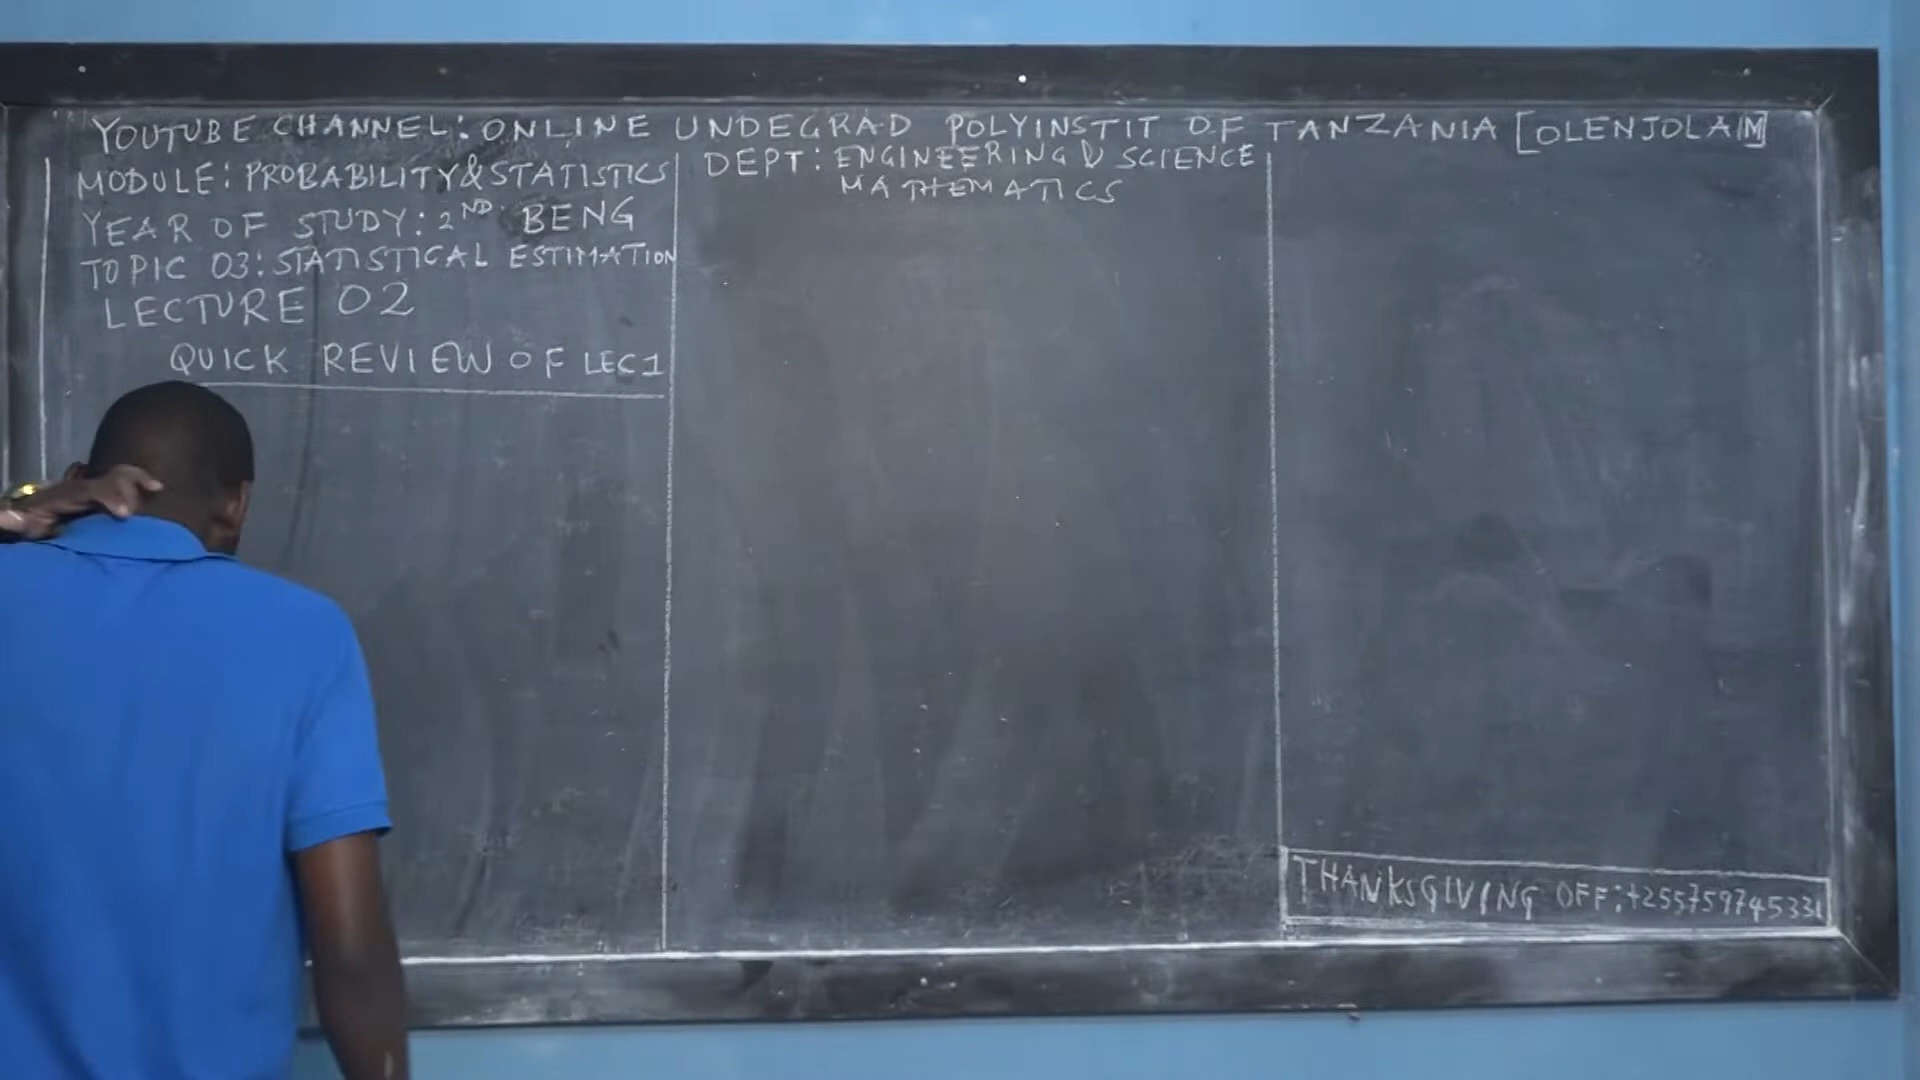 YOUTUBE CHANNEL: ONLINE UNDEGRAD POLYINSTIT OF TANZANIA [OLENJOLAIM]
MODULE: PROBABILITY & STATISTICS
YEAR OF STUDY: 2ND BENG
TOPIC 03: STATISTICAL ESTIMATION
LECTURE 02
QUICK REVIEW OF LEC1
DEPT: ENGINEERING & SCIENCE
MATHEMATICS
THANKSGIVING OFF: +255759745331